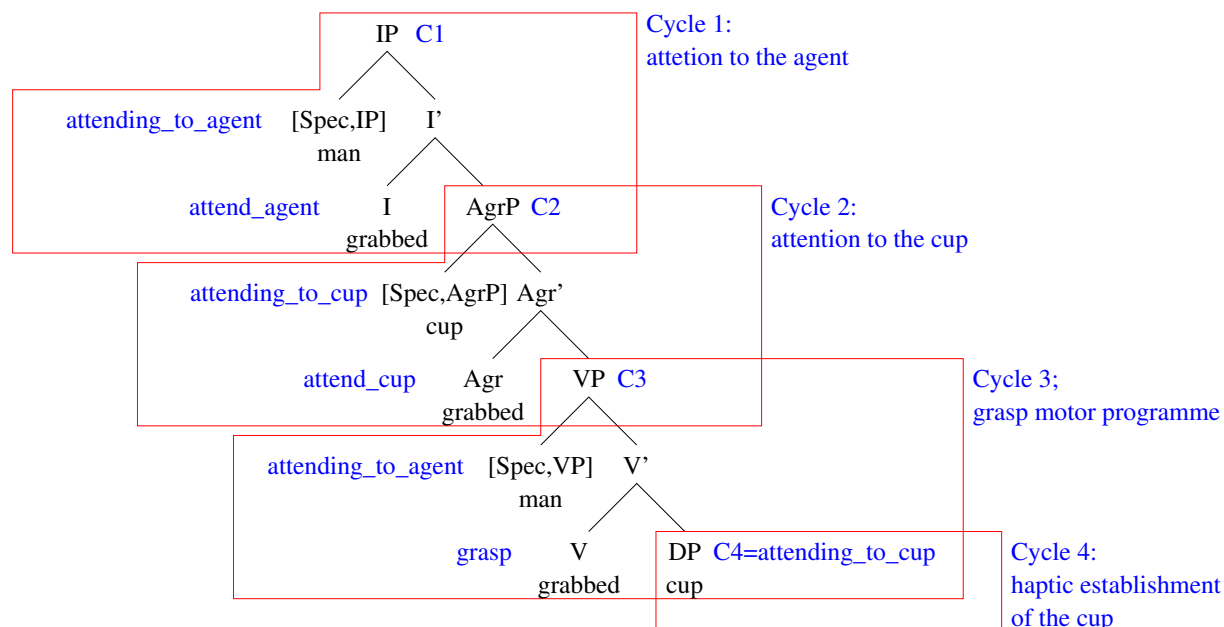 IP C1
Cycle 1:
attetion to the agent
attending_to_agent [Spec,IP] I’
man
attend_agent I AgrP C2
grabbed
Cycle 2:
attention to the cup
attending_to_cup [Spec,AgrP] Agr’
cup
attend_cup Agr VP C3
grabbed
Cycle 3;
grasp motor programme
attending_to_agent [Spec,VP] V’
man
grasp V DP C4=attending_to_cup
grabbed cup
Cycle 4:
haptic establishment
of the cup